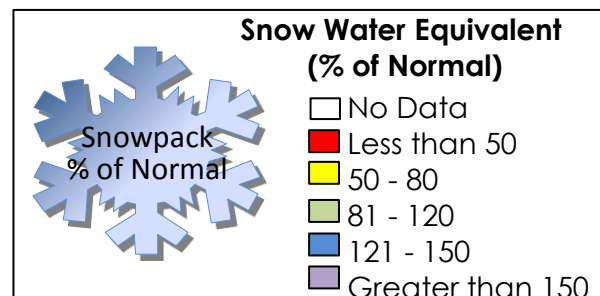 Snow Water Equivalent
(% of Normal)
Snowpack
% of Normal
No Data
Less than 50
50 - 80
81 - 120
121 - 150
Greater than 150